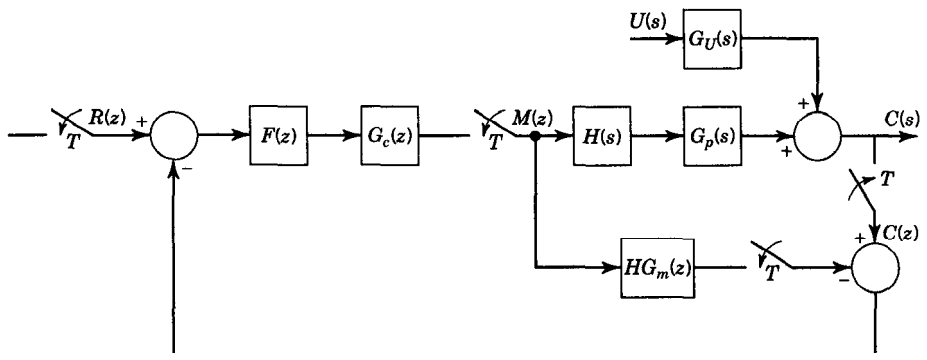 U(s)
G_U(s)
R(z)
+
T
−
F(z)
G_c(z)
T
M(z)
H(s)
G_p(s)
+
+
C(s)
T
C(z)
+
−
HG_m(z)
T